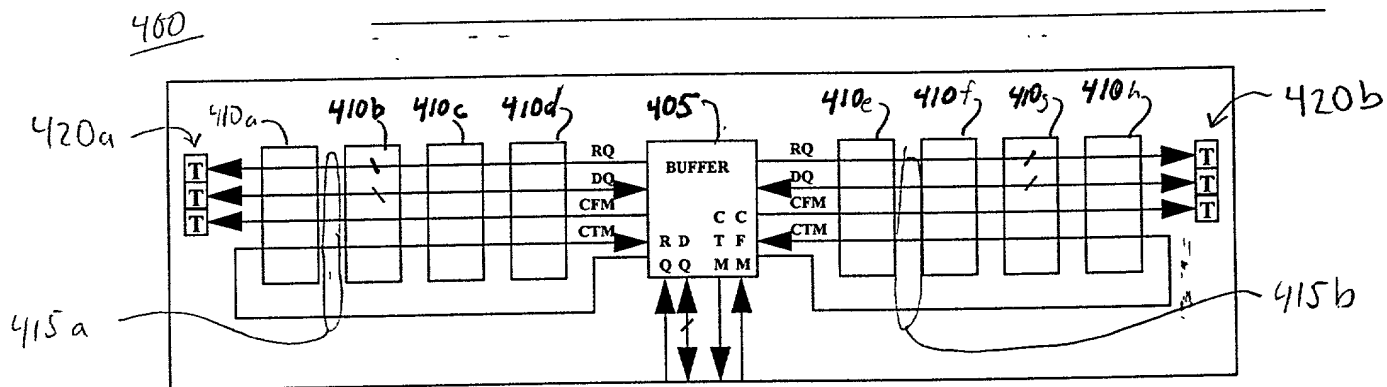 400
420a
410a
410b
410c
410d
405
410e
410f
410g
410h
420b
T
T
T
RQ
DQ
CFM
CTM
BUFFER
R D
Q Q
C C
T F
M M
RQ
DQ
CFM
CTM
T
T
T
415a
415b